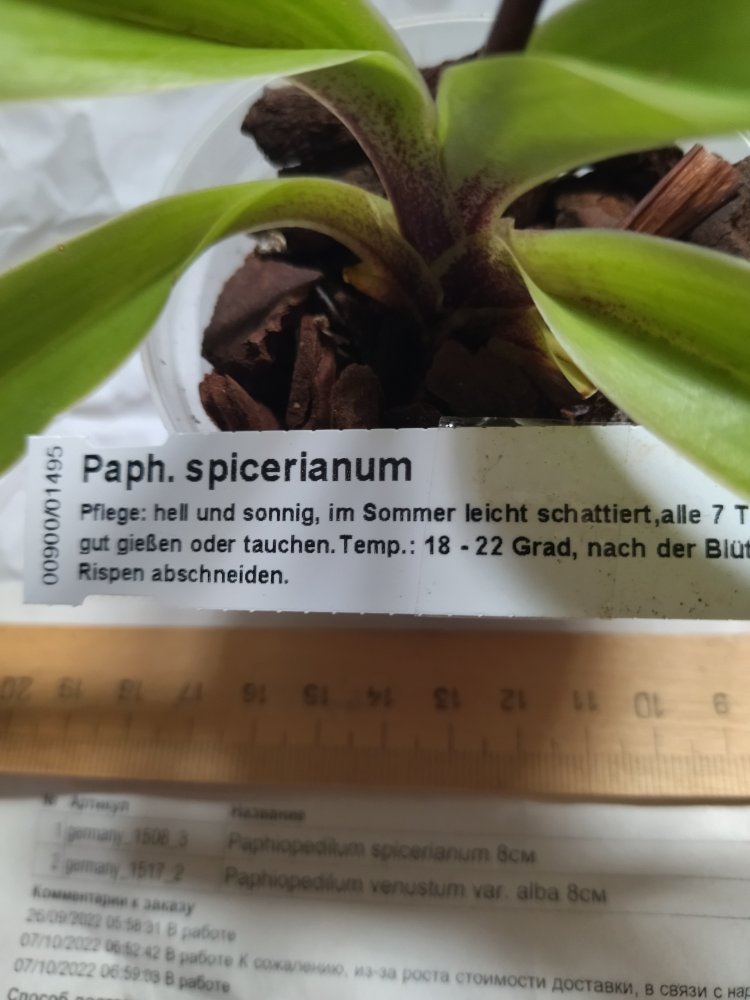 00900/01495
Paph. spicerianum
Pflege: hell und sonnig, im Sommer leicht schattiert,alle 7 T
gut gießen oder tauchen. Temp.: 18 - 22 Grad, nach der Blüt
Rispen abschneiden.
20 19 18 17 16 15 14 13 12 11 10 9
№ Артикул Название
1 germany_1508_3 Paphiopedilum spicerianum 8см
2 germany_1517_2 Paphiopedilum venustum var. alba 8см
Комментарии к заказу
26/09/2022 05:58:31 В работе
07/10/2022 06:52:42 В работе К сожалению, из-за роста стоимости доставки, в связи с нар
07/10/2022 06:59:03 В работе
Способ